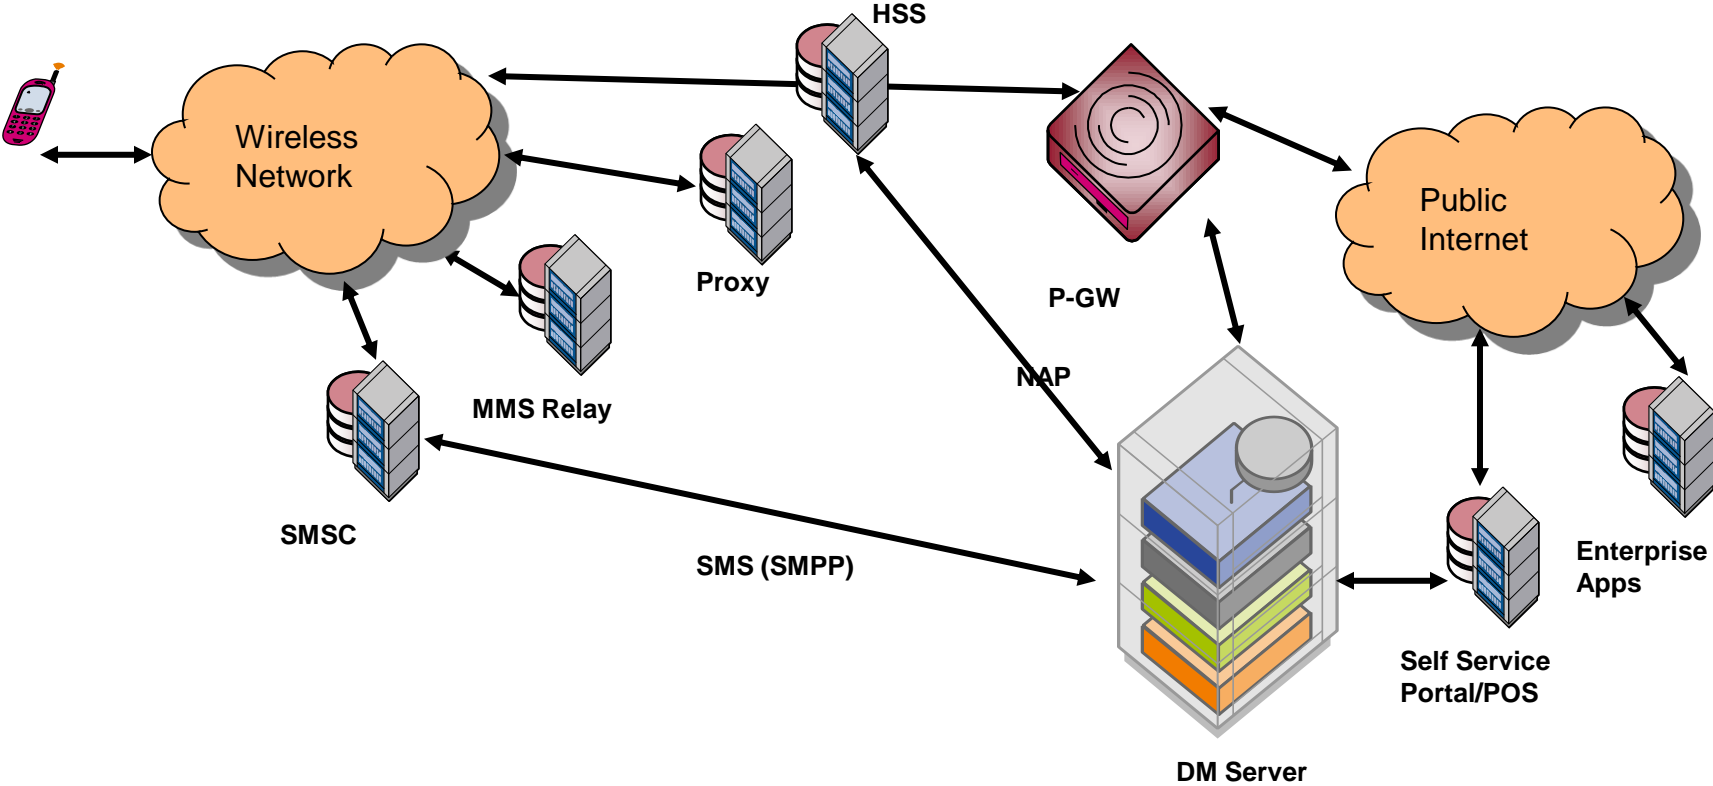 HSS
Wireless
Network
Public
Internet
Proxy
P-GW
NAP
MMS Relay
SMSC
SMS (SMPP)
Enterprise
Apps
Self Service
Portal/POS
DM Server